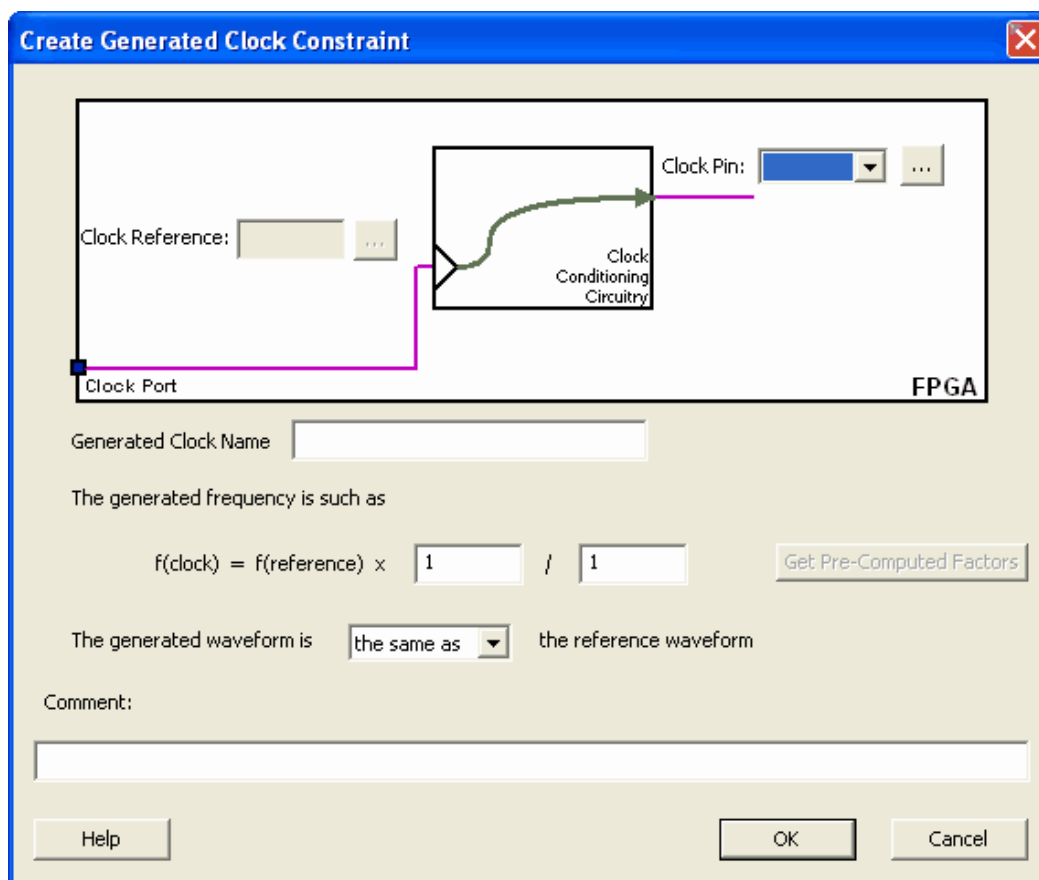 Create Generated Clock Constraint
Clock Pin:
...
Clock Reference:
...
Clock
Conditioning
Circuitry
Clock Port
FPGA
Generated Clock Name
The generated frequency is such as
f(clock) = f(reference) x 1 / 1 Get Pre-Computed Factors
The generated waveform is the same as the reference waveform
Comment:
Help OK Cancel